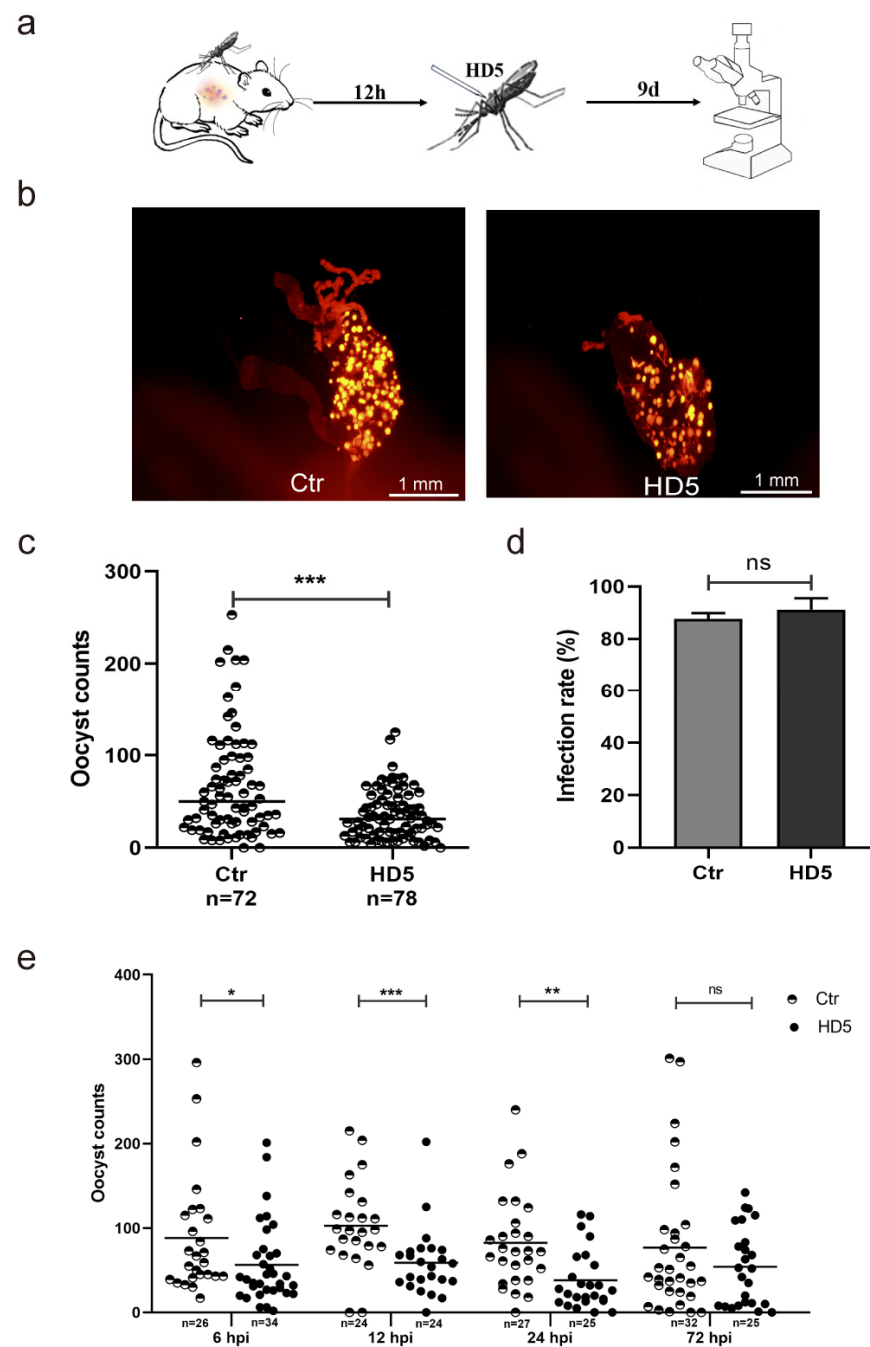 a
12h
HD5
9d
b
Ctr
1 mm
HD5
1 mm
c
300
200
100
0
Oocyst counts
***
Ctr
n=72
HD5
n=78
d
100
80
60
40
20
0
Infection rate (%)
ns
Ctr
HD5
e
400
300
200
100
0
Oocyst counts
*
***
**
ns
Ctr
HD5
n=26
n=34
n=24
n=24
n=27
n=25
n=32
n=25
6 hpi
12 hpi
24 hpi
72 hpi